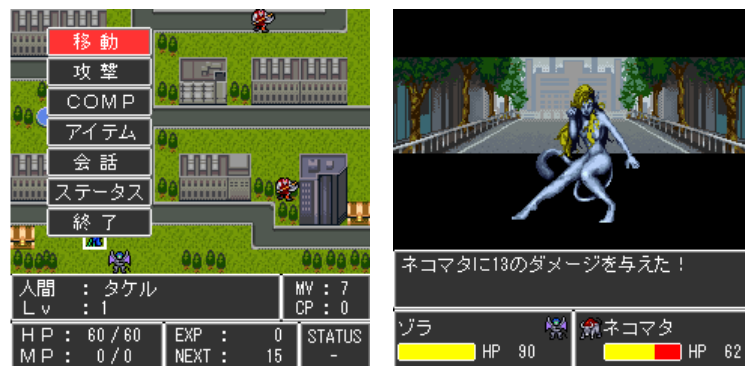 移動
攻撃
COMP
アイテム
会話
ステータス
終了
人間 : タケル
Lv : 1
MV : 7
CP : 0
HP : 60/60
MP : 0/0
EXP : 0
NEXT : 15
STATUS
-
ネコマタに13のダメージを与えた！
ゾラ
HP 90
ネコマタ
HP 62